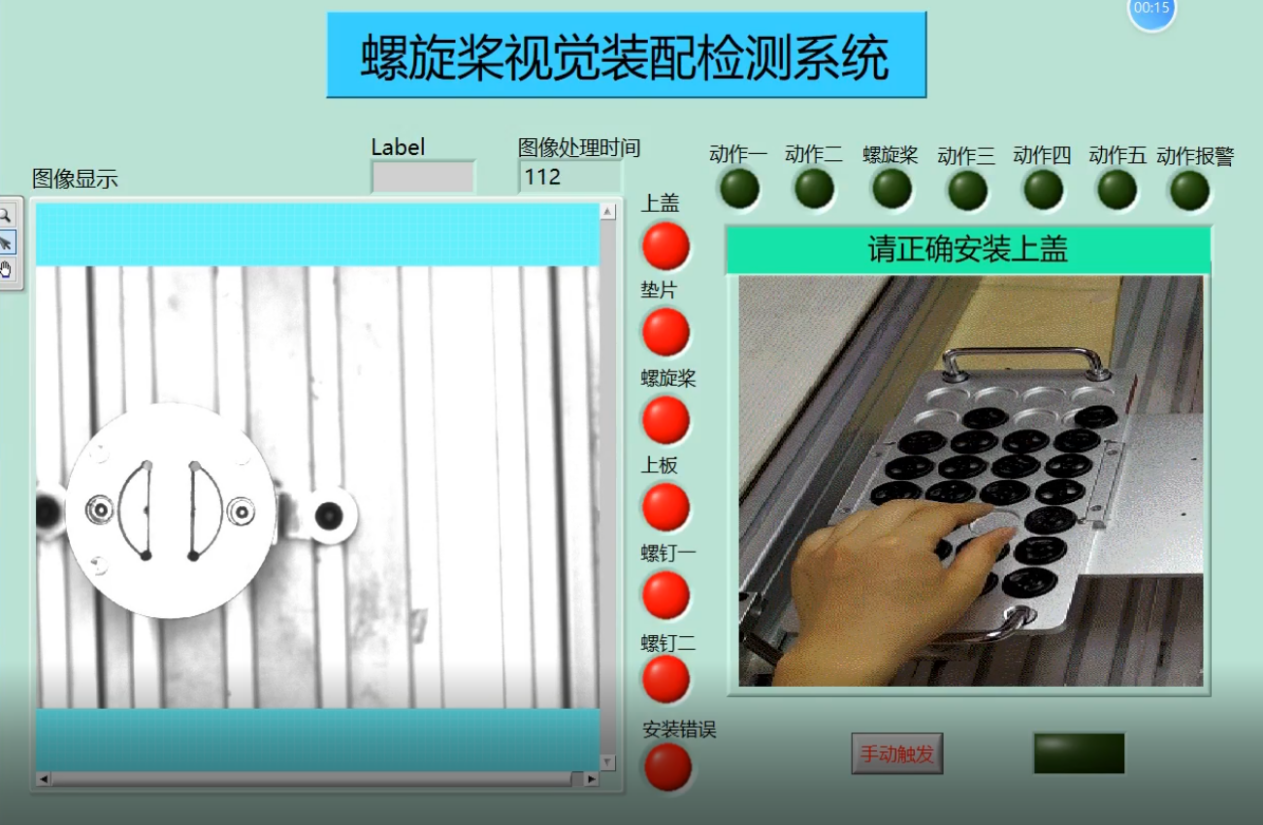 00:15
螺旋桨视觉装配检测系统
Label
图像处理时间
112
图像显示
动作一 动作二 螺旋桨 动作三 动作四 动作五 动作报警
上盖
垫片
螺旋桨
上板
螺钉一
螺钉二
安装错误
请正确安装上盖
手动触发